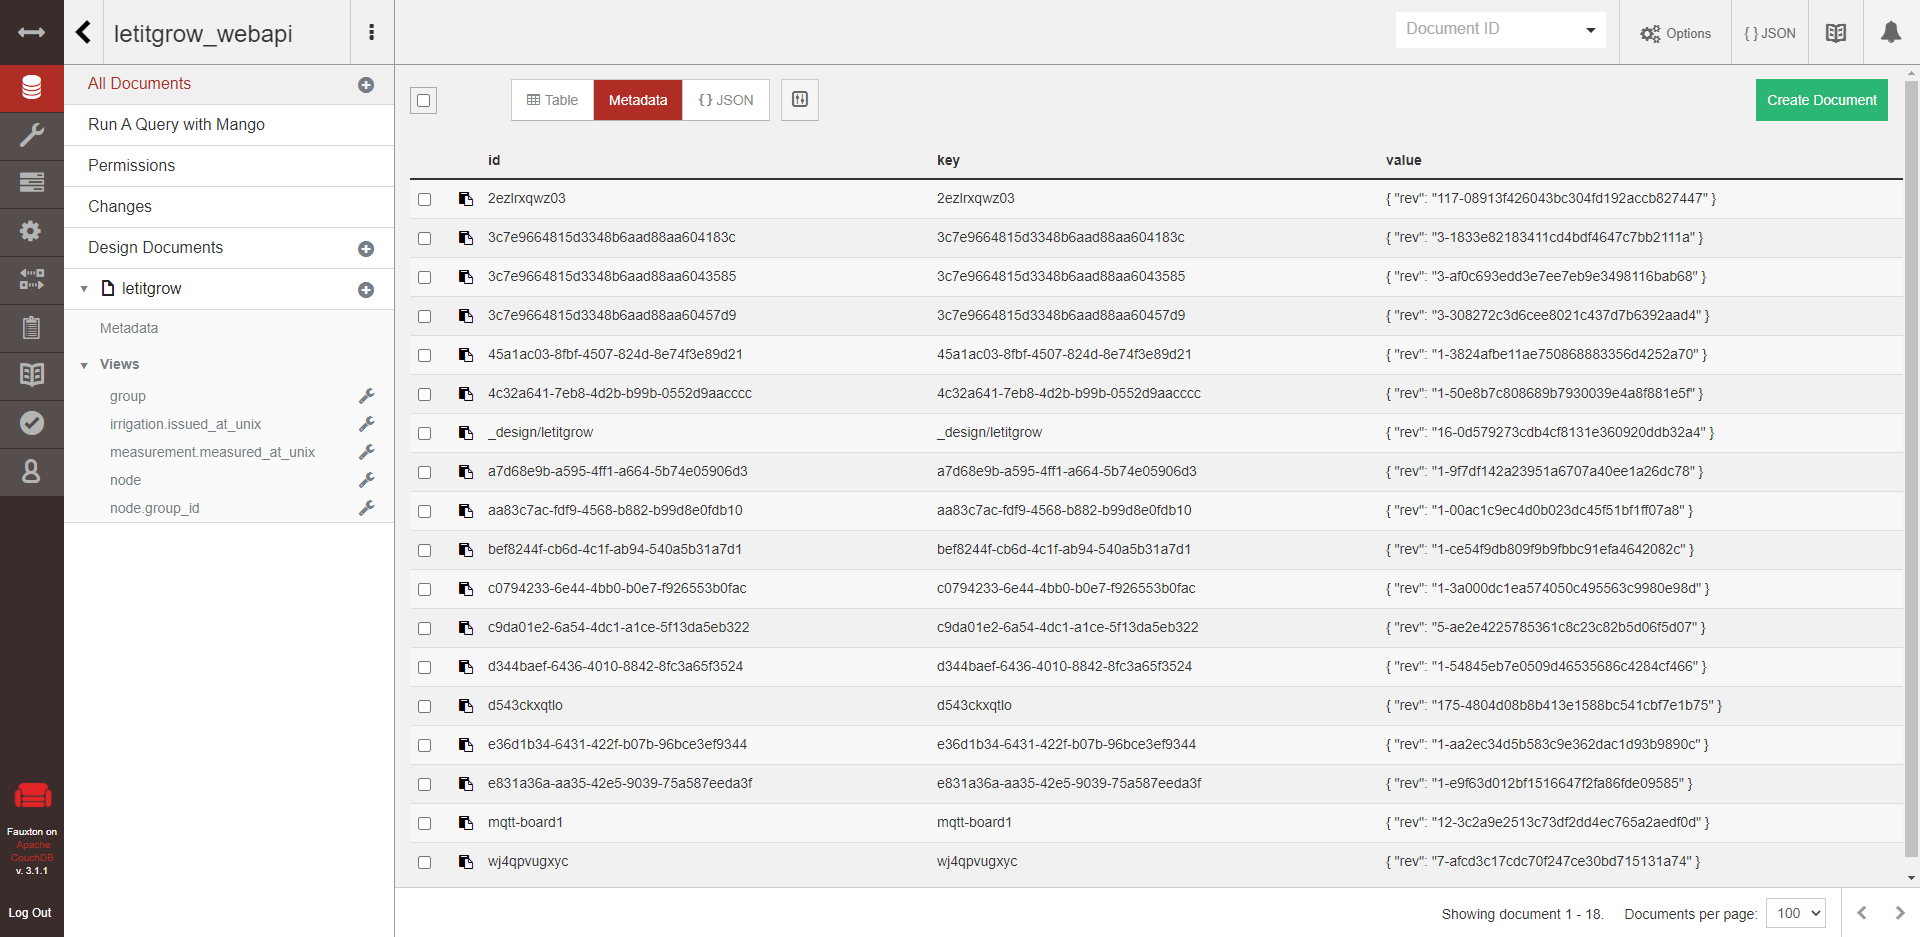 letitgrow_webapi
Document ID
Options
{ } JSON
All Documents
Run A Query with Mango
Permissions
Changes
Design Documents
letitgrow
Metadata
Views
group
irrigation.issued_at_unix
measurement.measured_at_unix
node
node.group_id
Fauxton on
Apache
CouchDB
v. 3.1.1
Log Out
Table Metadata { } JSON
Create Document
id key value
2ezlrxqwz03 2ezlrxqwz03 { "rev": "117-08913f426043bc304fd192accb827447" }
3c7e9664815d3348b6aad88aa604183c 3c7e9664815d3348b6aad88aa604183c { "rev": "3-1833e82183411cd4bdf4647c7bb2111a" }
3c7e9664815d3348b6aad88aa6043585 3c7e9664815d3348b6aad88aa6043585 { "rev": "3-af0c693edd3e7ee7eb9e3498116bab68" }
3c7e9664815d3348b6aad88aa60457d9 3c7e9664815d3348b6aad88aa60457d9 { "rev": "3-308272c3d6cee8021c437d7b6392aad4" }
45a1ac03-8fbf-4507-824d-8e74f3e89d21 45a1ac03-8fbf-4507-824d-8e74f3e89d21 { "rev": "1-3824afbe11ae750868883356d4252a70" }
4c32a641-7eb8-4d2b-b99b-0552d9aacccc 4c32a641-7eb8-4d2b-b99b-0552d9aacccc { "rev": "1-50e8b7c808689b7930039e4a8f881e5f" }
_design/letitgrow _design/letitgrow { "rev": "16-0d579273cdb4cf8131e360920ddb32a4" }
a7d68e9b-a595-4ff1-a664-5b74e05906d3 a7d68e9b-a595-4ff1-a664-5b74e05906d3 { "rev": "1-9f7df142a23951a6707a40ee1a26dc78" }
aa83c7ac-fdf9-4568-b882-b99d8e0fdb10 aa83c7ac-fdf9-4568-b882-b99d8e0fdb10 { "rev": "1-00ac1c9ec4d0b023dc45f51bf1ff07a8" }
bef8244f-cb6d-4c1f-ab94-540a5b31a7d1 bef8244f-cb6d-4c1f-ab94-540a5b31a7d1 { "rev": "1-ce54f9db809f9b9fbbc91efa4642082c" }
c0794233-6e44-4bb0-b0e7-f926553b0fac c0794233-6e44-4bb0-b0e7-f926553b0fac { "rev": "1-3a000dc1ea574050c495563c9980e98d" }
c9da01e2-6a54-4dc1-a1ce-5f13da5eb322 c9da01e2-6a54-4dc1-a1ce-5f13da5eb322 { "rev": "5-ae2e4225785361c8c23c82b5d06f5d07" }
d344baef-6436-4010-8842-8fc3a65f3524 d344baef-6436-4010-8842-8fc3a65f3524 { "rev": "1-54845eb7e0509d46535686c4284cf466" }
d543ckxqtlo d543ckxqtlo { "rev": "175-4804d08b8b413e1588bc541cbf7e1b75" }
e36d1b34-6431-422f-b07b-96bce3ef9344 e36d1b34-6431-422f-b07b-96bce3ef9344 { "rev": "1-aa2ec34d5b583c9e362dac1d93b9890c" }
e831a36a-aa35-42e5-9039-75a587eeda3f e831a36a-aa35-42e5-9039-75a587eeda3f { "rev": "1-e9f63d012bf1516647f2fa86fde09585" }
mqtt-board1 mqtt-board1 { "rev": "12-3c2a9e2513c73df2dd4ec765a2aedf0d" }
wj4qpvugxyc wj4qpvugxyc { "rev": "7-afcd3c17cdc70f247ce30bd715131a74" }
Showing document 1 - 18. Documents per page: 100